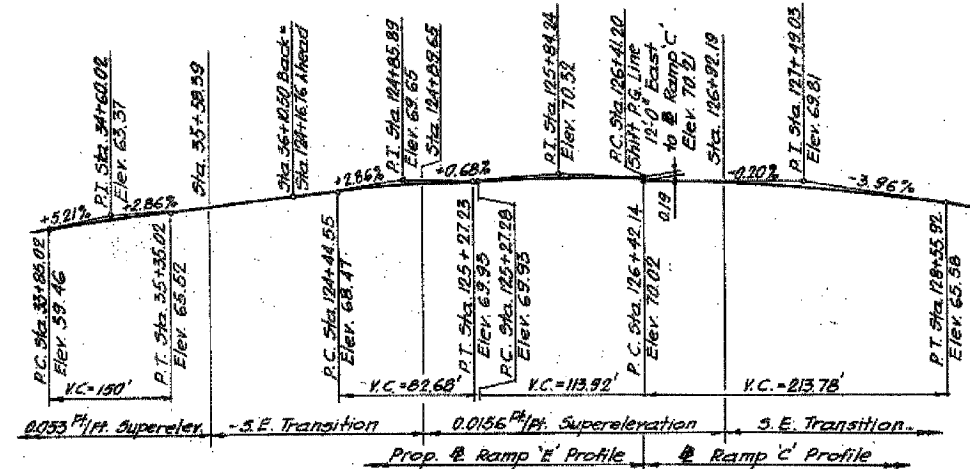 P.I. Sta. 34+60.02
Elev. 63.37
Sta. 35+58.39
Sta. 36+10.50 Back =
Sta. 124+16.76 Ahead
P.I. Sta. 124+85.89
Elev. 69.65
Sta. 124+89.65
P.I. Sta. 125+84.24
Elev. 70.32
P.C. Sta. 126+41.20
(Shift P.G. Line
12'-0" East
to ℄ Ramp 'C'
Elev. 70.21
Sta. 126+92.19
P.I. Sta. 127+49.03
Elev. 69.81
+5.21%
+2.86%
+2.86%
+0.68%
0.19
-0.20%
-3.96%
P.C. Sta. 33+85.02
Elev. 59.46
P.T. Sta. 35+35.02
Elev. 65.52
P.C. Sta. 124+44.55
Elev. 68.47
P.T. Sta. 125+27.23
Elev. 69.93
P.C. Sta. 125+27.28
Elev. 69.93
P.C. Sta. 126+42.14
Elev. 70.02
P.T. Sta. 128+55.92
Elev. 65.58
V.C.=150'
V.C.=82.68'
V.C.=113.92'
V.C.=213.78'
0.033 Ft/Ft. Superelev.
S.E. Transition
0.0156 Ft/Ft. Superelevation
S.E. Transition
Prop. ℄ Ramp 'E' Profile
℄ Ramp 'C' Profile